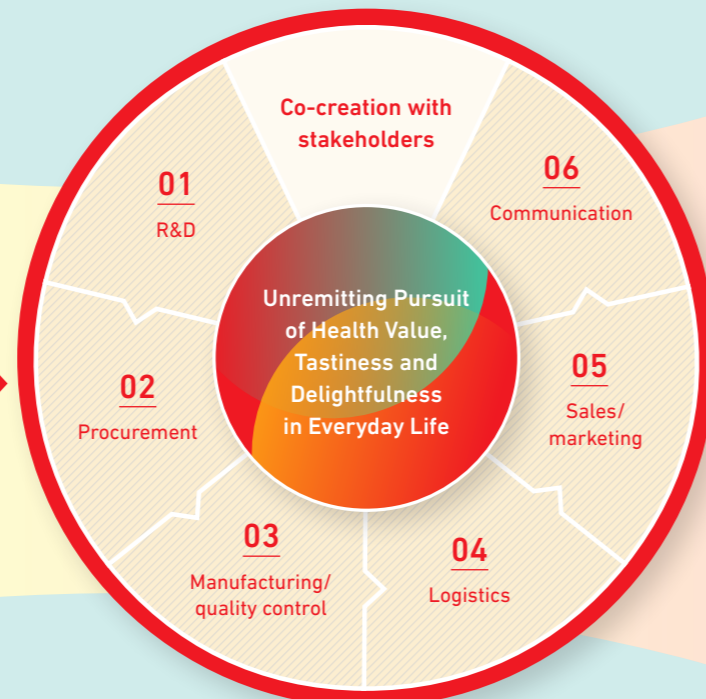 Co-creation with
stakeholders
01
R&D
02
Procurement
03
Manufacturing/
quality control
04
Logistics
05
Sales/
marketing
06
Communication
Unremitting Pursuit
of Health Value,
Tastiness and
Delightfulness
in Everyday Life